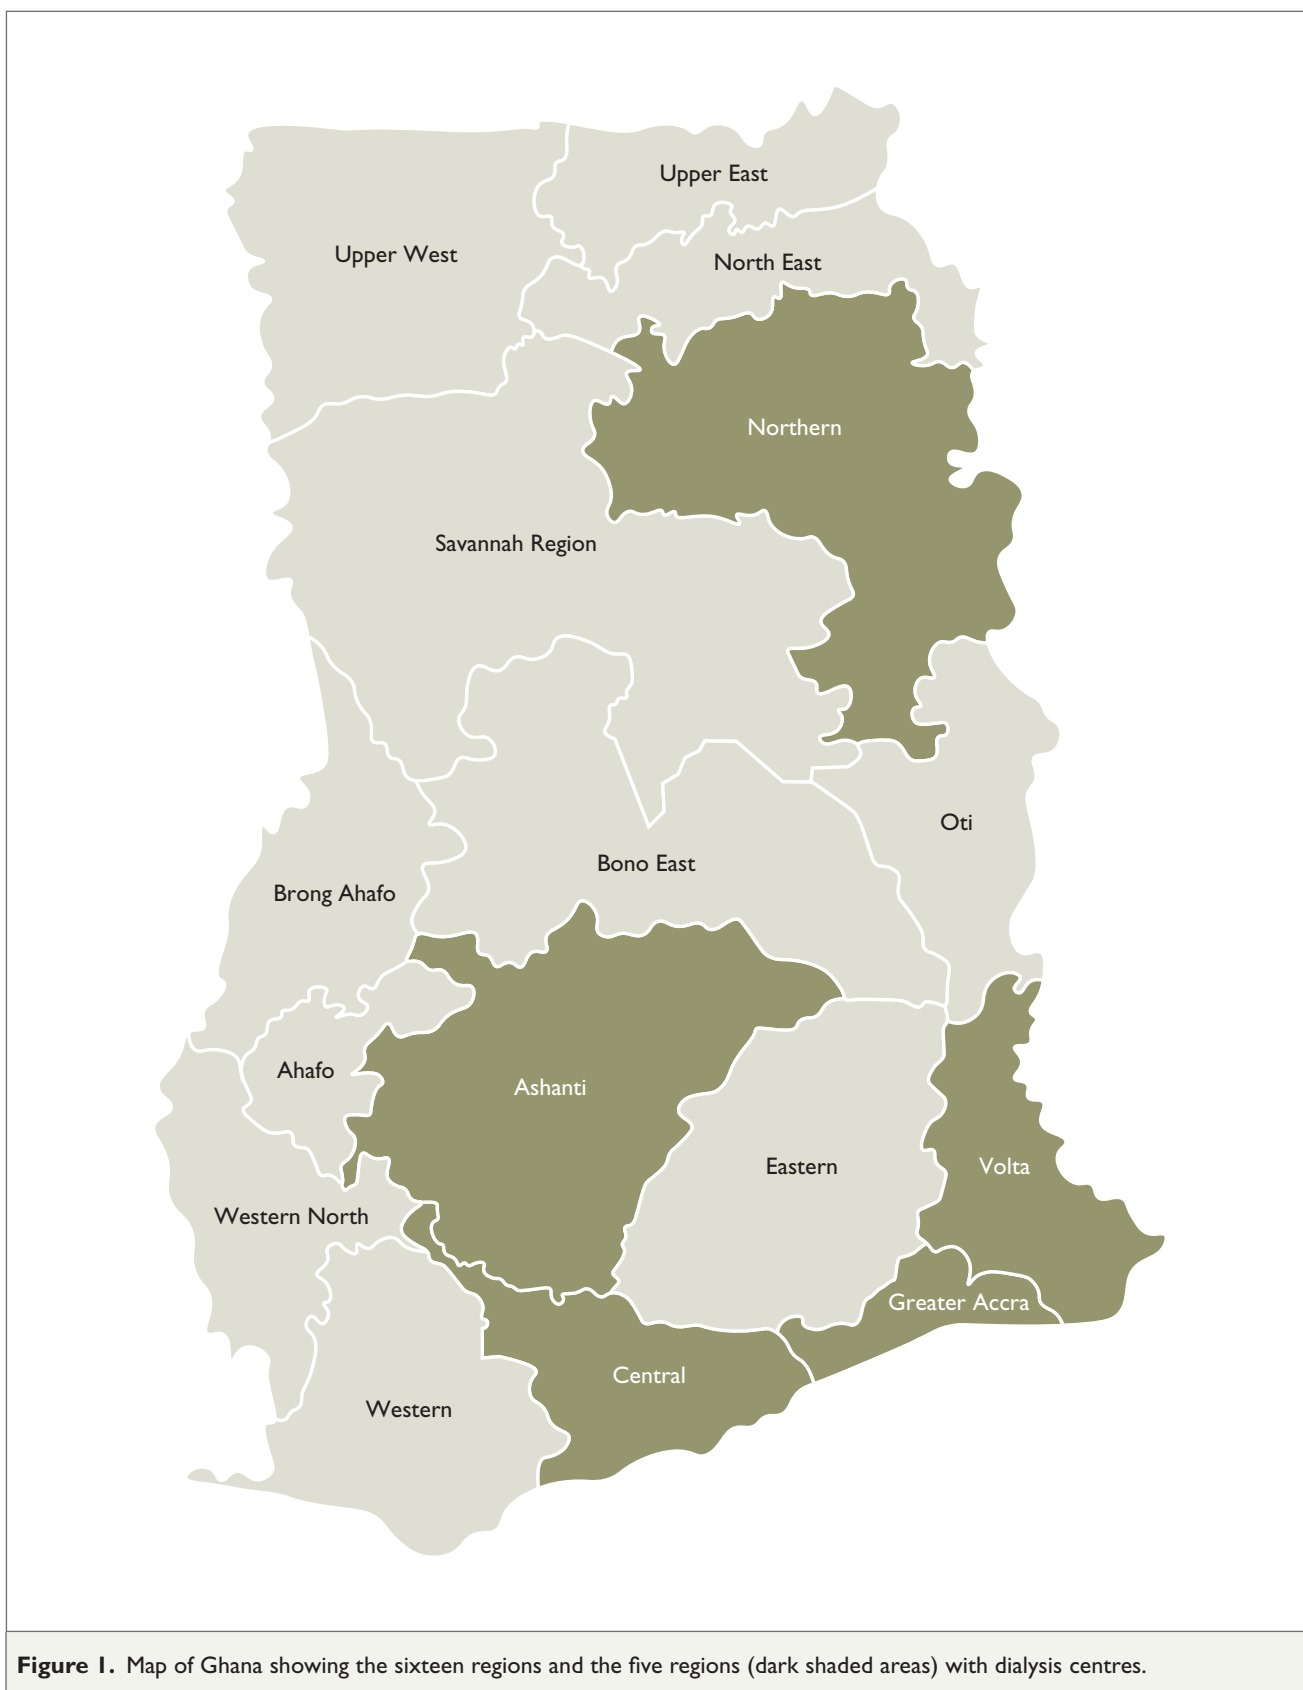 Upper East
Upper West
North East
Northern
Savannah Region
Oti
Bono East
Brong Ahafo
Ahafo
Ashanti
Eastern
Volta
Western North
Greater Accra
Central
Western
Figure 1. Map of Ghana showing the sixteen regions and the five regions (dark shaded areas) with dialysis centres.